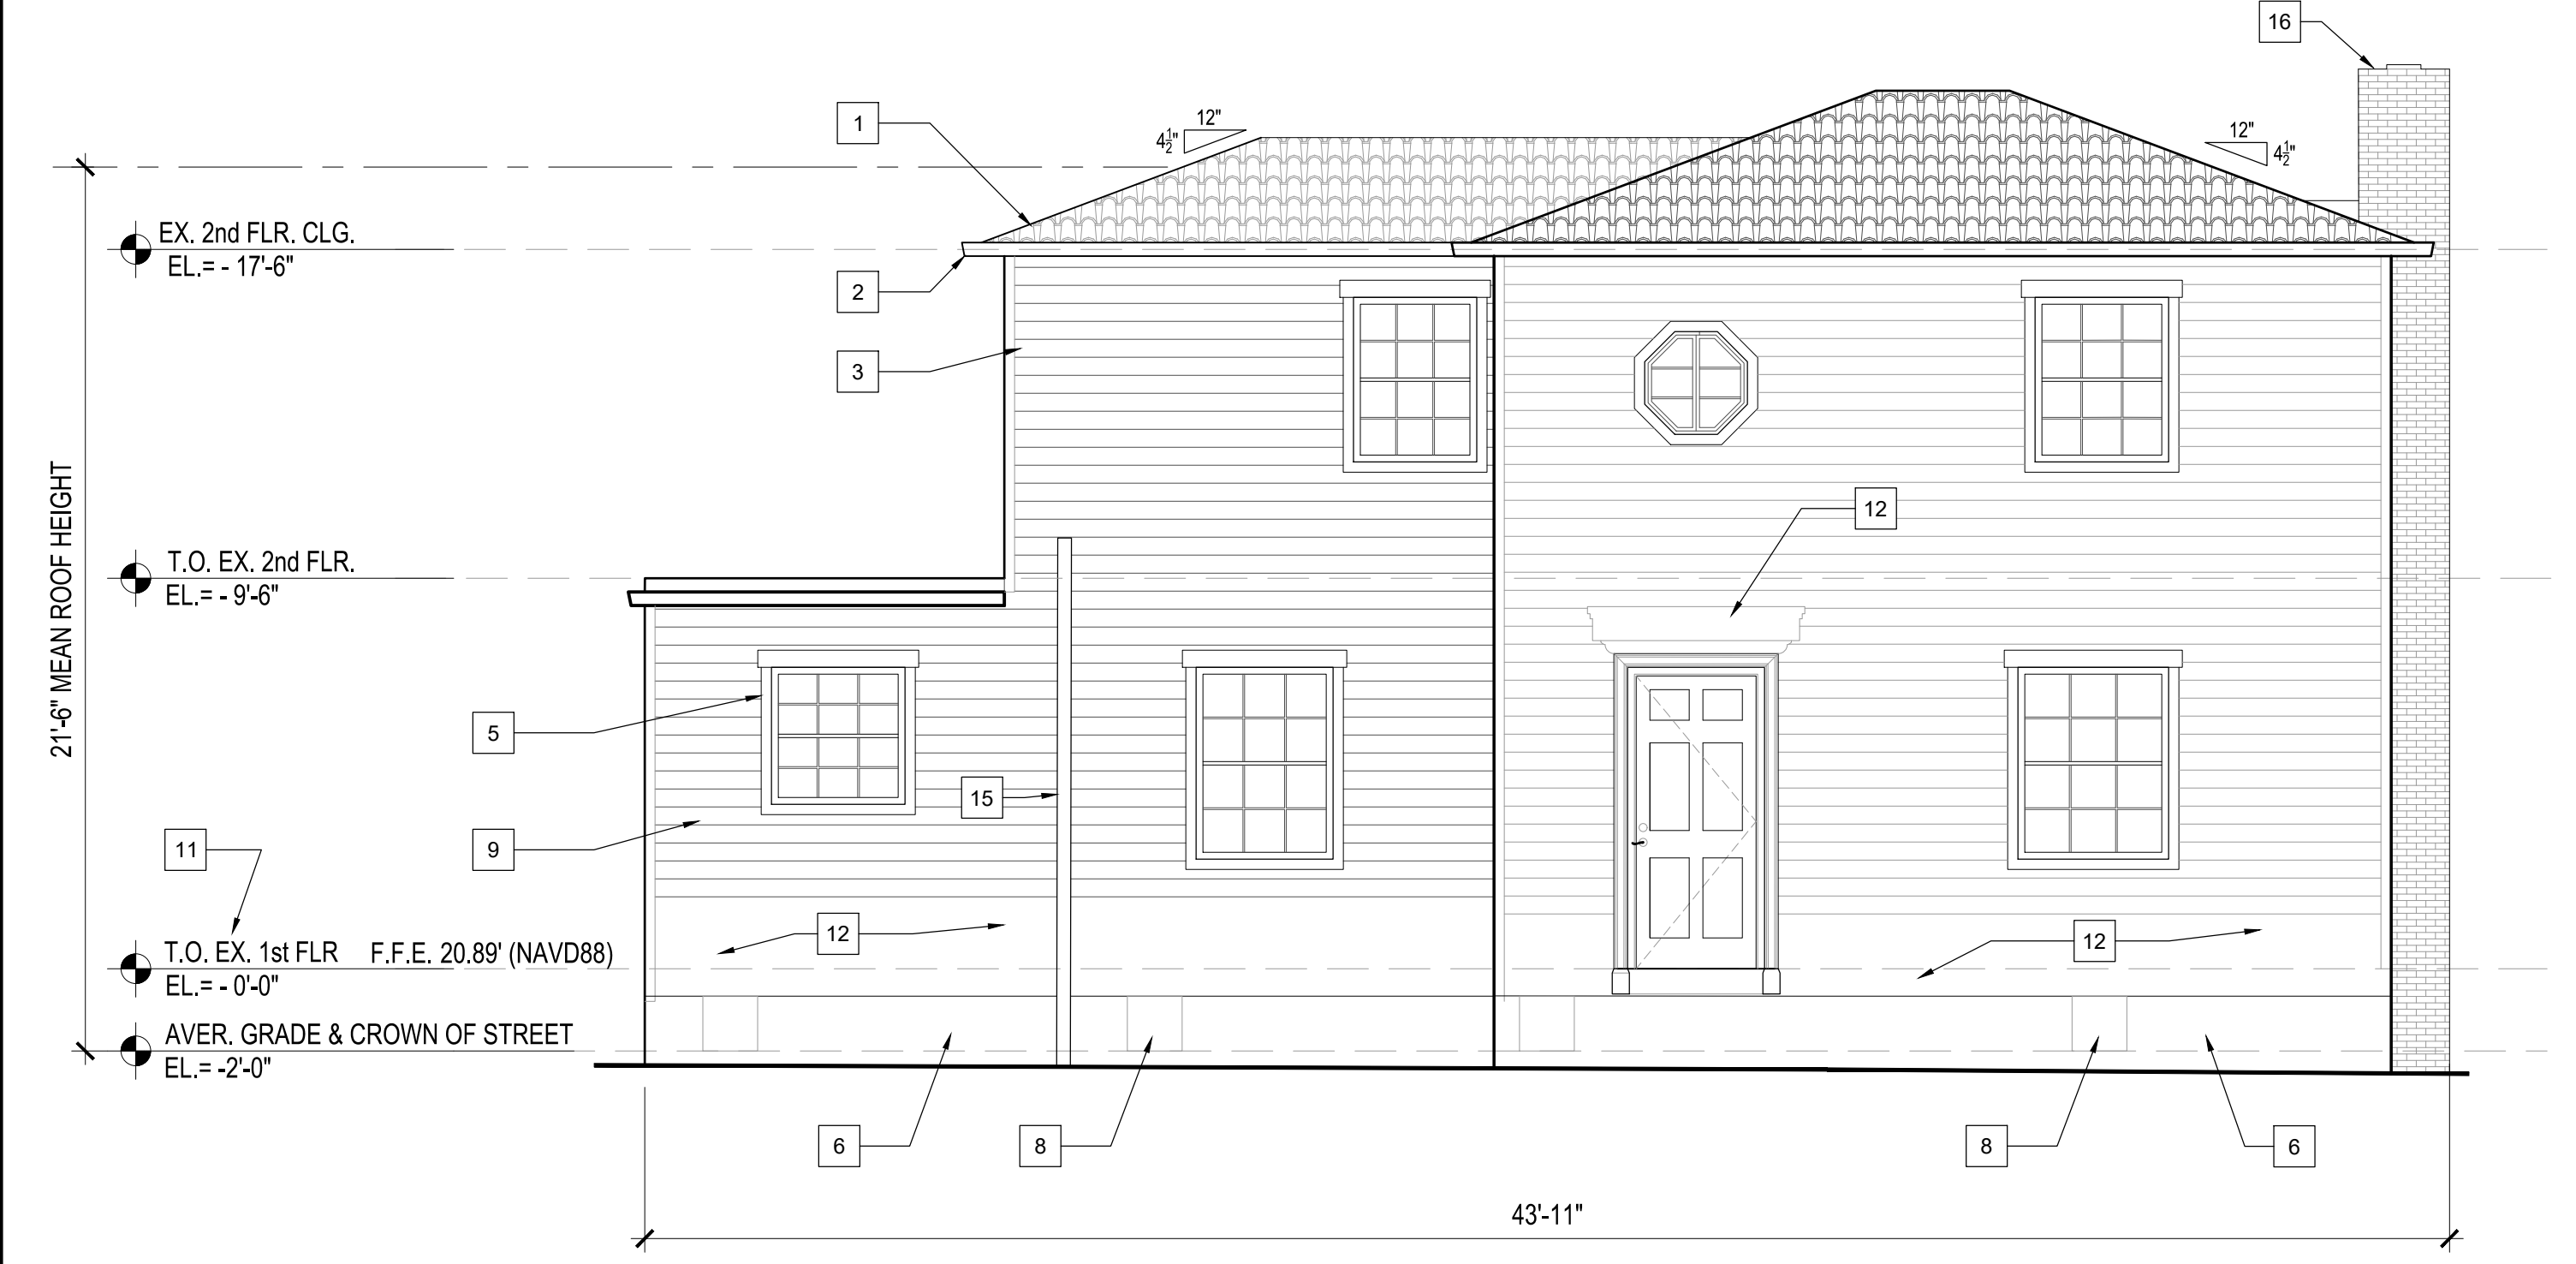 16
1
12"
4½"
12"
4½"
EX. 2nd FLR. CLG.
EL.= - 17'-6"
2
3
21'-6" MEAN ROOF HEIGHT
12
T.O. EX. 2nd FLR.
EL.= - 9'-6"
5
15
11
9
12
12
T.O. EX. 1st FLR F.F.E. 20.89' (NAVD88)
EL.= - 0'-0"
AVER. GRADE & CROWN OF STREET
EL.= -2'-0"
6
8
8
6
43'-11"